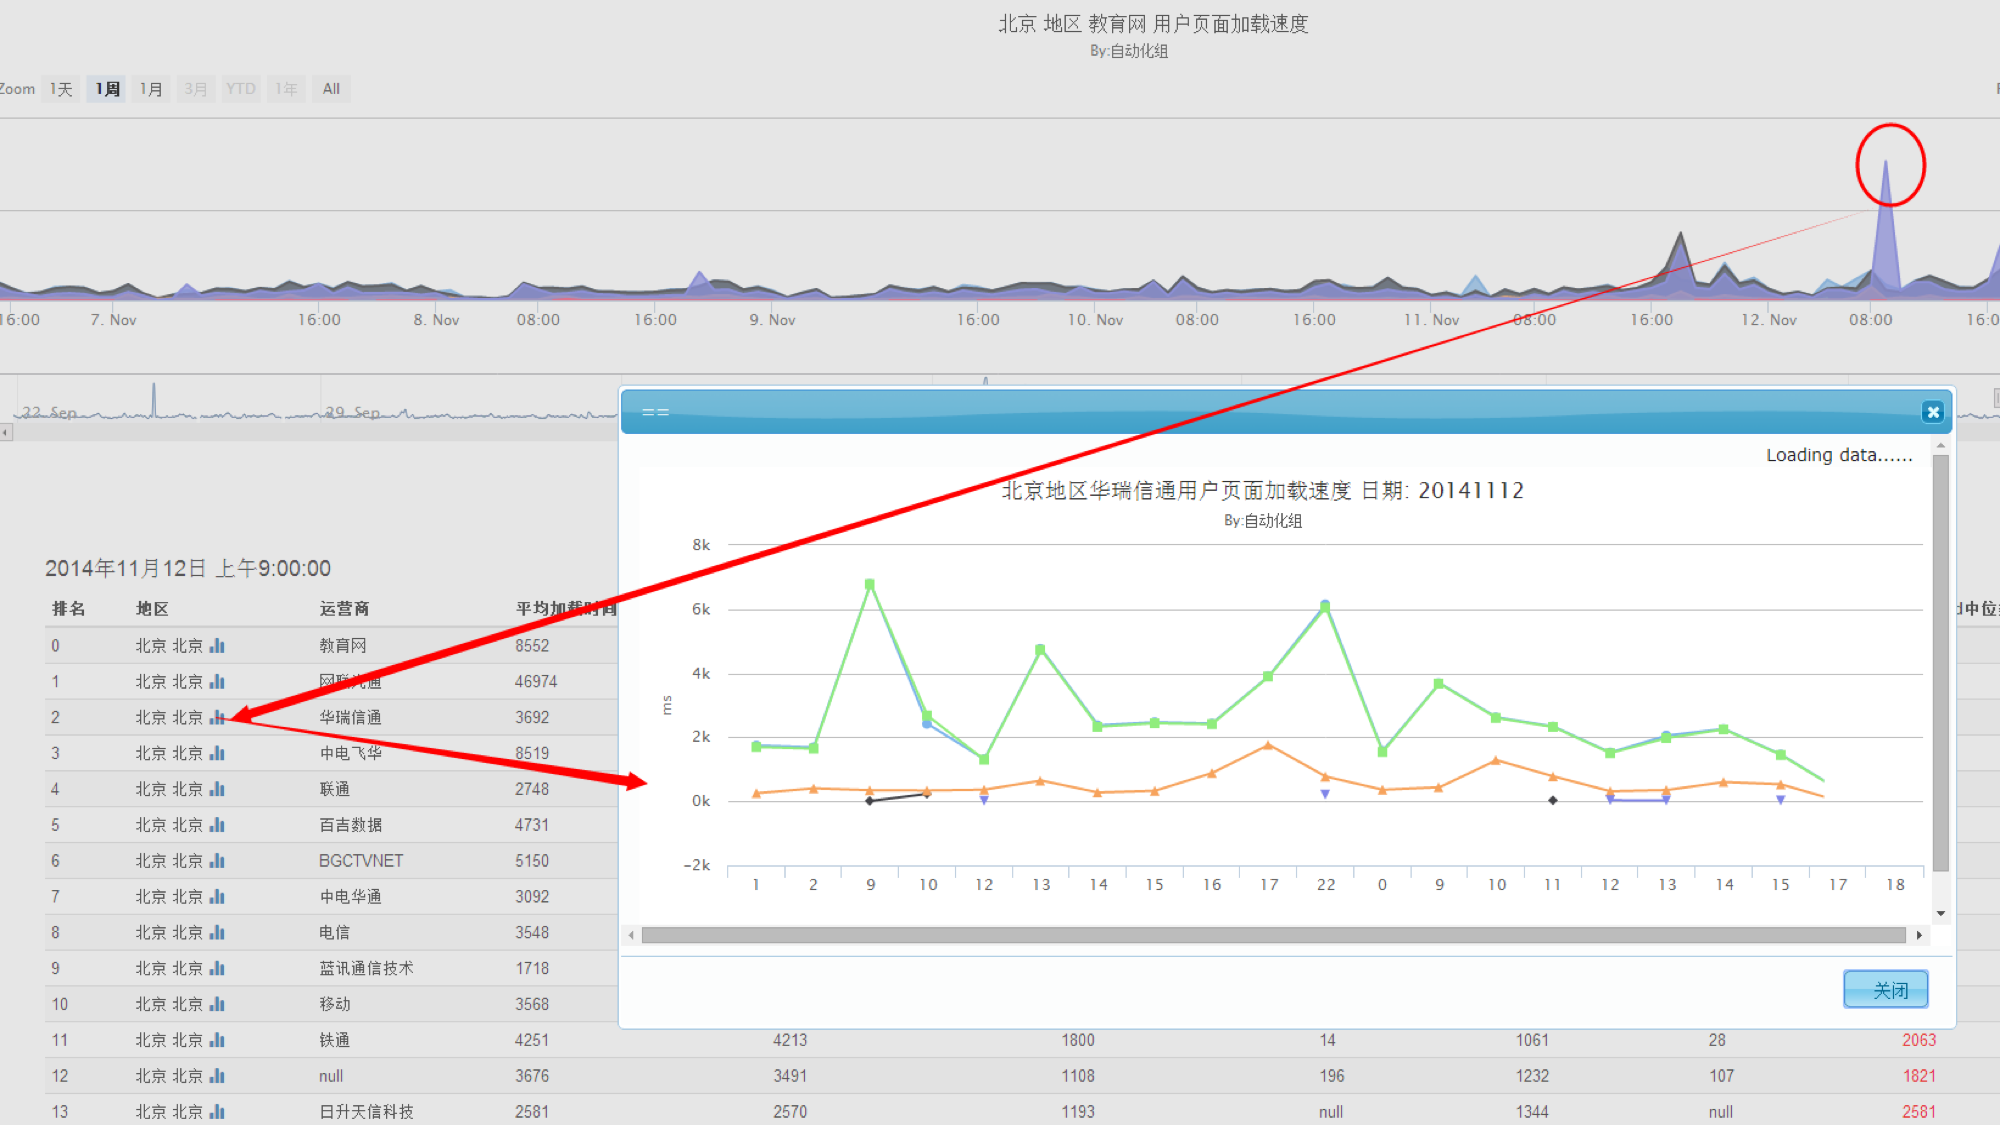 北京 地区 教育网 用户页面加载速度
By:自动化组
Zoom 1天 1周 1月 3月 YTD 1年 All
16:00 7. Nov 16:00 8. Nov 08:00 16:00 9. Nov 16:00 10. Nov 08:00 16:00 11. Nov 08:00 16:00 12. Nov 08:00 16:0
22. Sep 29. Sep
==
Loading data......
北京地区华瑞信通用户页面加载速度 日期: 20141112
By:自动化组
8k
6k
4k
ms
2k
0k
-2k
1 2 9 10 12 13 14 15 16 17 22 0 9 10 11 12 13 14 15 17 18
关闭
2014年11月12日 上午9:00:00
排名 地区 运营商 平均加载时间 中位
0 北京 北京 教育网 8552
1 北京 北京 网联光通 46974
2 北京 北京 华瑞信通 3692
3 北京 北京 中电飞华 8519
4 北京 北京 联通 2748
5 北京 北京 百吉数据 4731
6 北京 北京 BGCTVNET 5150
7 北京 北京 中电华通 3092
8 北京 北京 电信 3548
9 北京 北京 蓝讯通信技术 1718
10 北京 北京 移动 3568
11 北京 北京 铁通 4251 4213 1800 14 1061 28 2063
12 北京 北京 null 3676 3491 1108 196 1232 107 1821
13 北京 北京 日升天信科技 2581 2570 1193 null 1344 null 2581